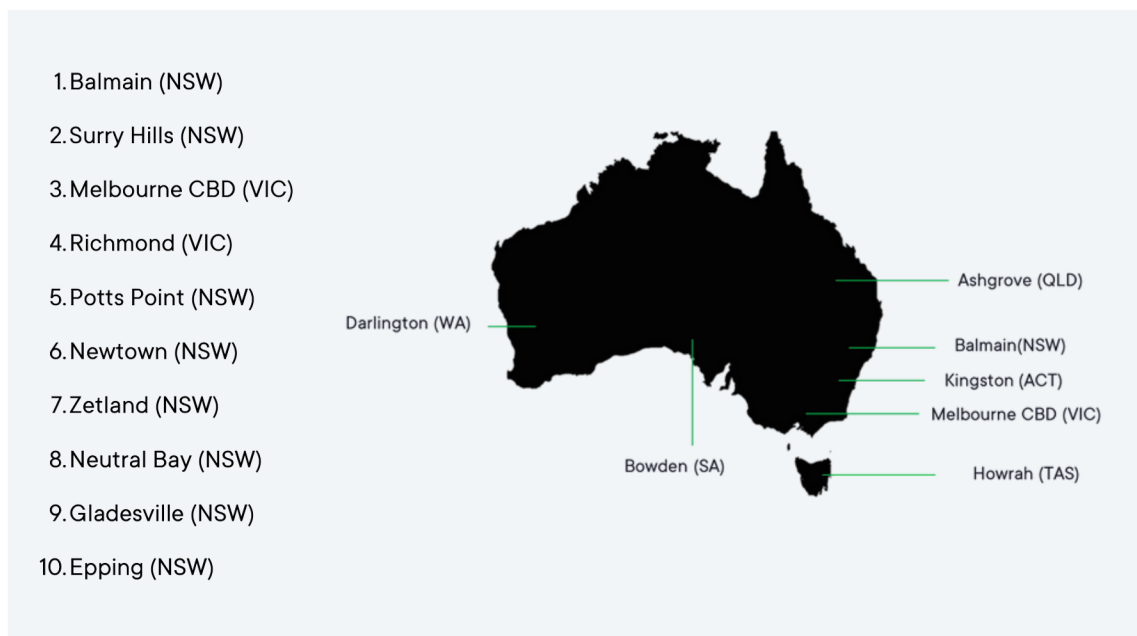 1. Balmain (NSW)
2. Surry Hills (NSW)
3. Melbourne CBD (VIC)
4. Richmond (VIC)
5. Potts Point (NSW)
6. Newtown (NSW)
7. Zetland (NSW)
8. Neutral Bay (NSW)
9. Gladesville (NSW)
10. Epping (NSW)
Darlington (WA)
Bowden (SA)
Ashgrove (QLD)
Balmain(NSW)
Kingston (ACT)
Melbourne CBD (VIC)
Howrah (TAS)